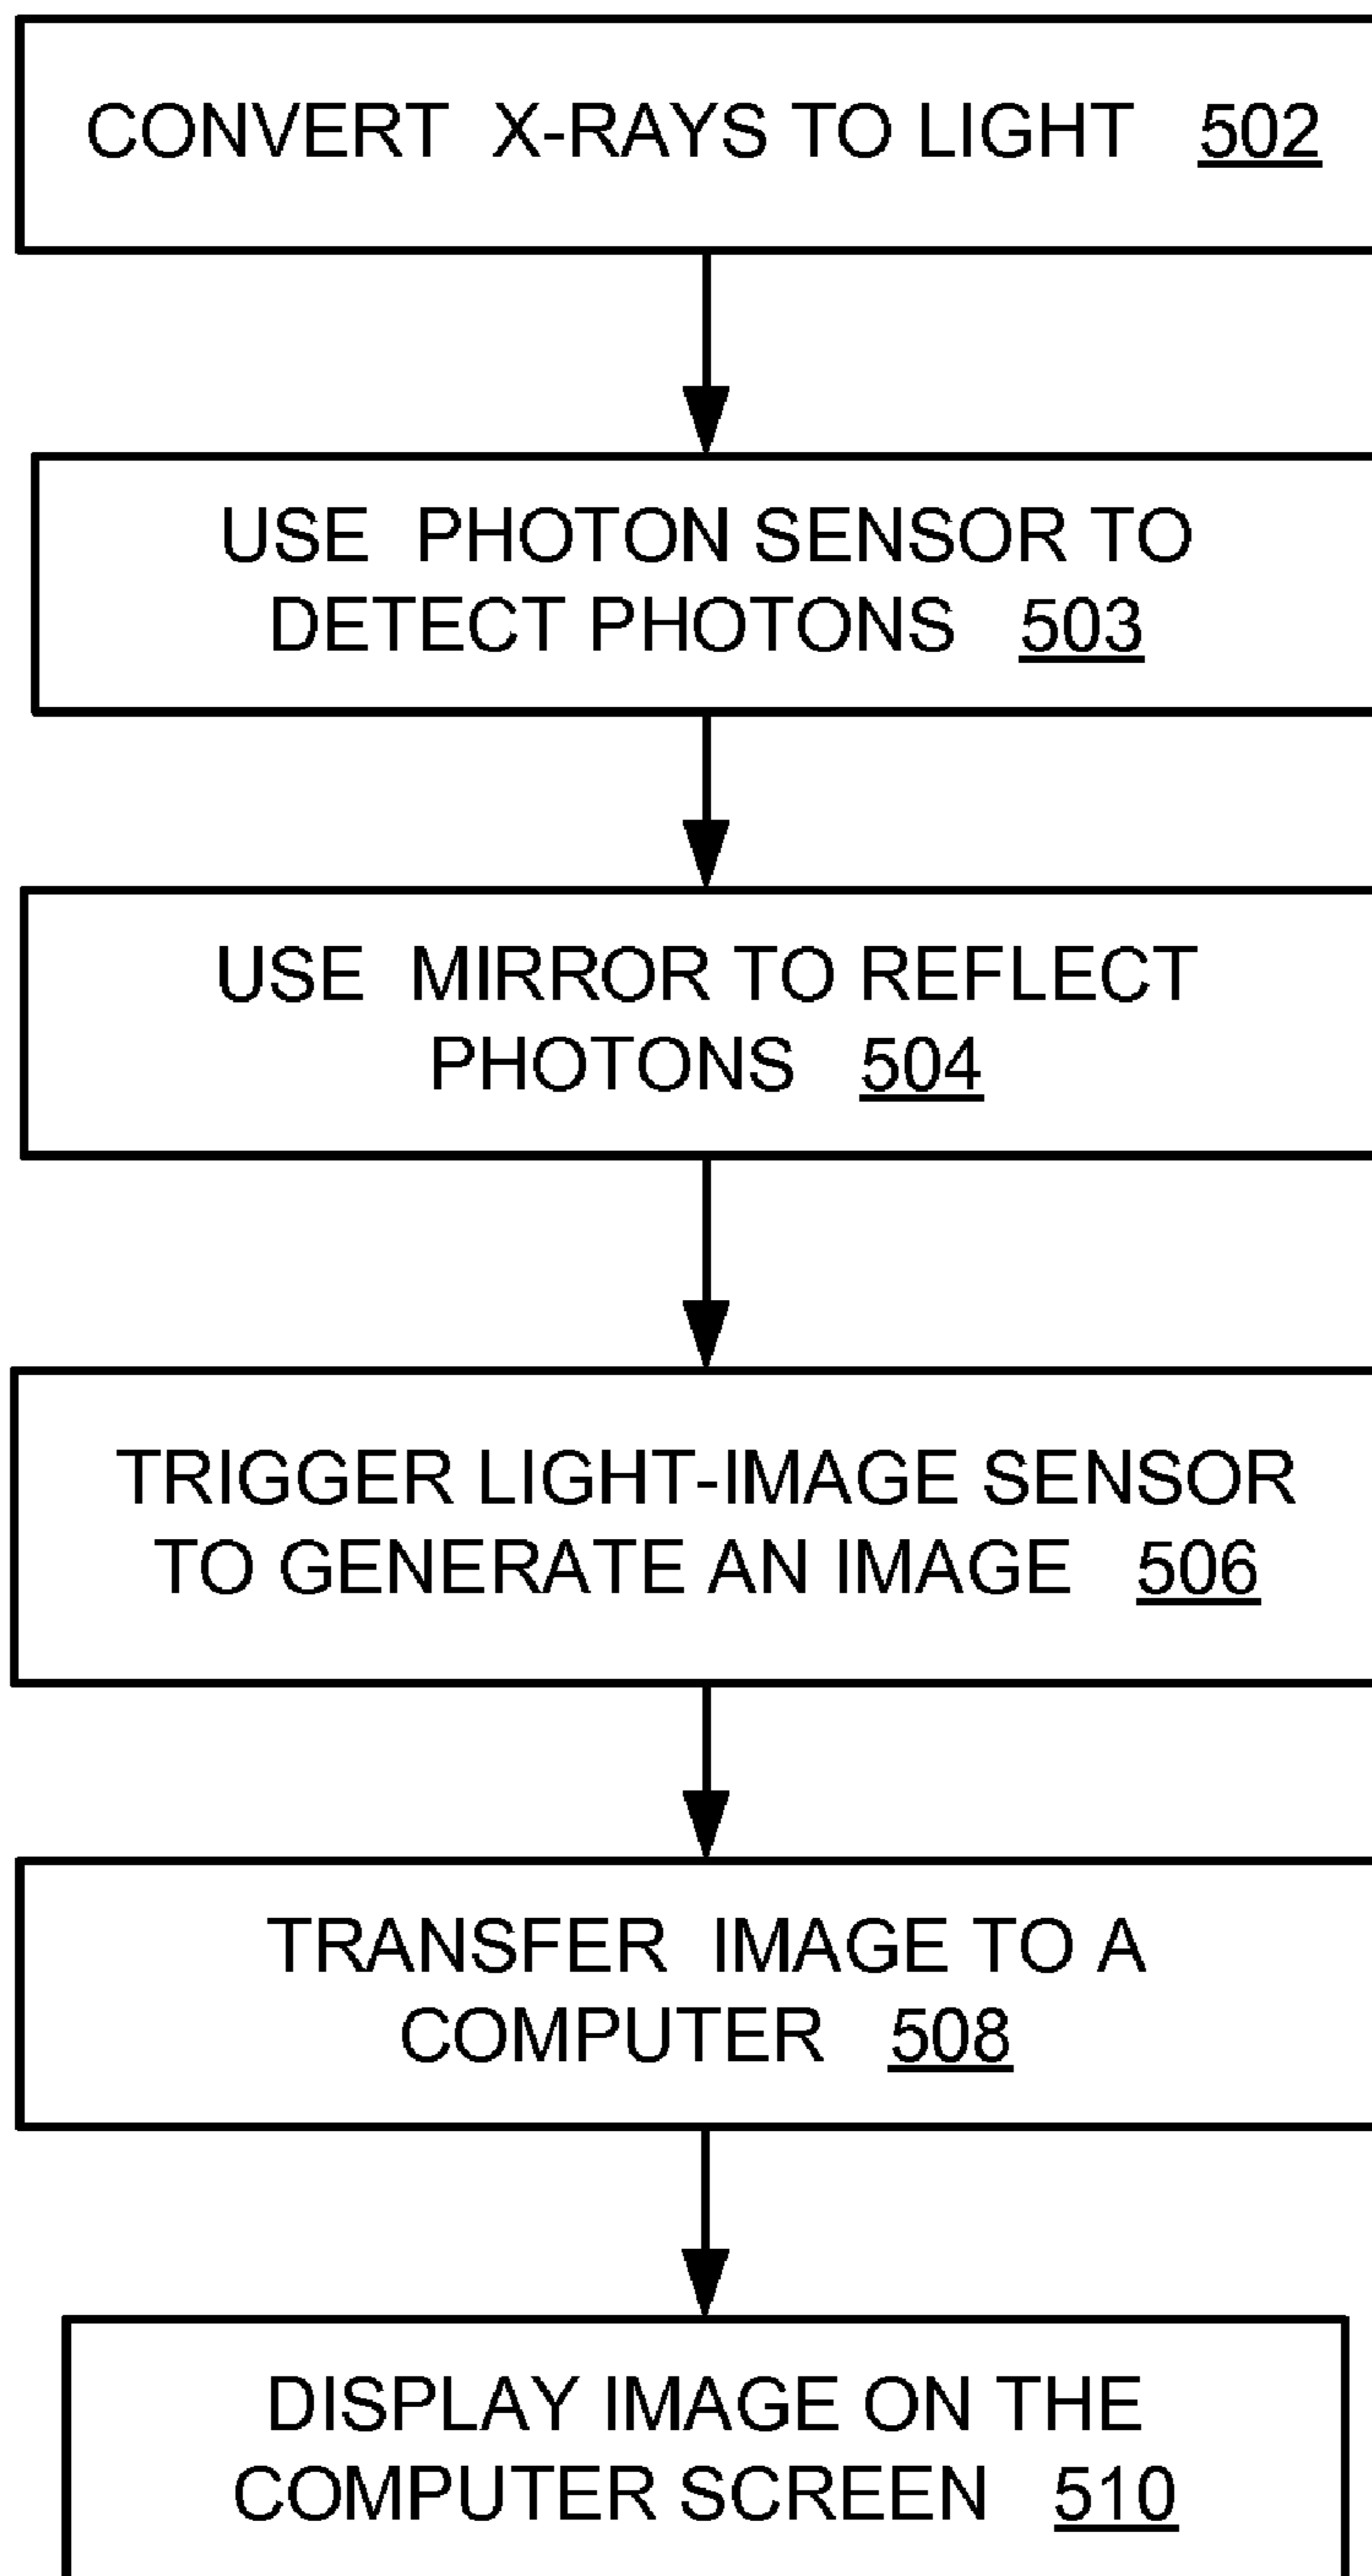 CONVERT X-RAYS TO LIGHT 502
USE PHOTON SENSOR TO
DETECT PHOTONS 503
USE MIRROR TO REFLECT
PHOTONS 504
TRIGGER LIGHT-IMAGE SENSOR
TO GENERATE AN IMAGE 506
TRANSFER IMAGE TO A
COMPUTER 508
DISPLAY IMAGE ON THE
COMPUTER SCREEN 510